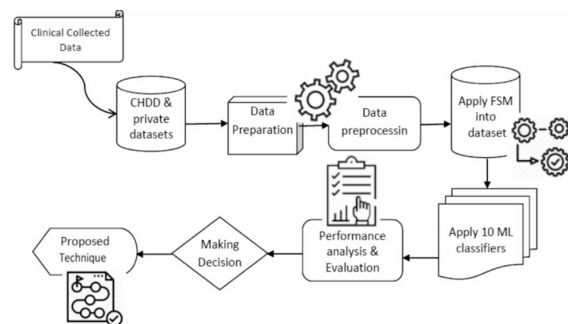 Clinical Collected
Data
CHDD &
private
datasets
Data
Preparation
Data
preprocessin
Apply FSM
into
dataset
Apply 10 ML
classifiers
Performance
analysis &
Evaluation
Making
Decision
Proposed
Technique